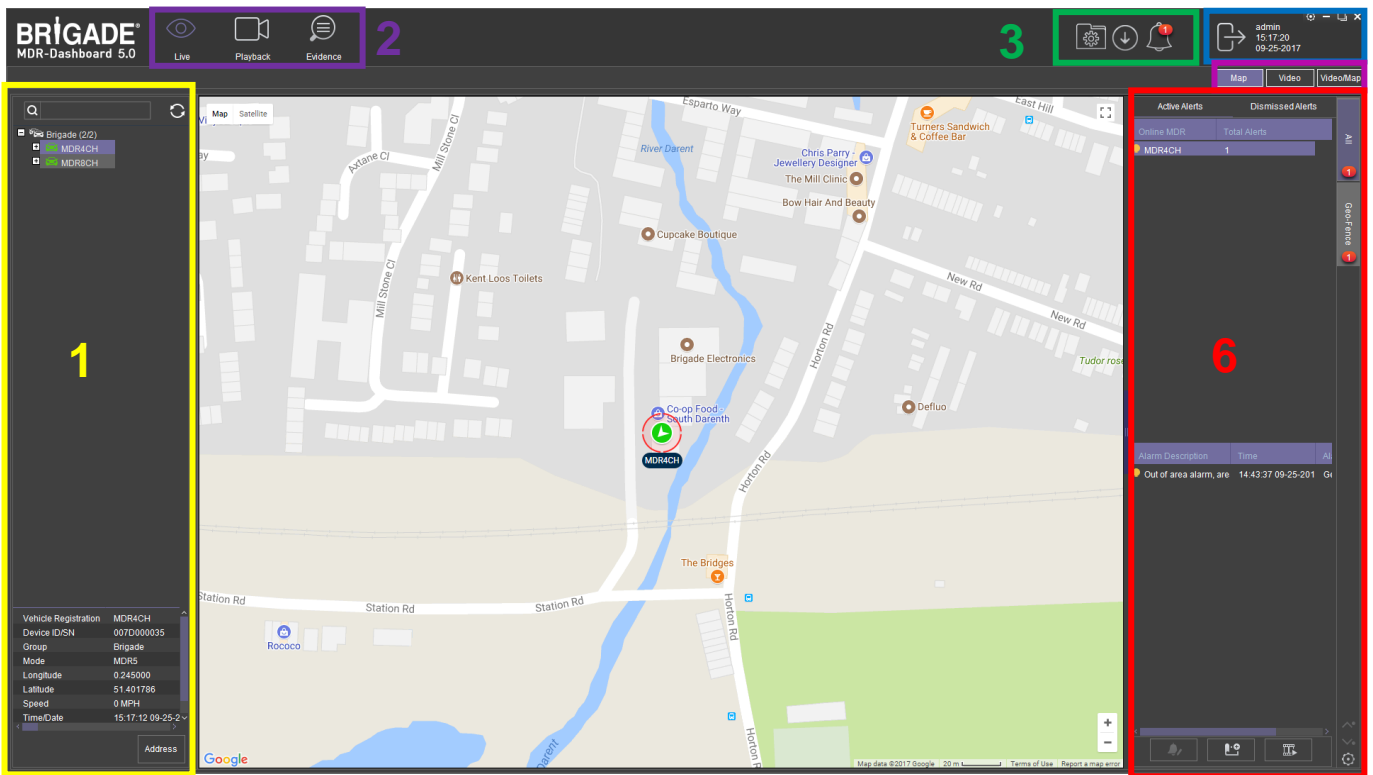 BRIGADE®
MDR-Dashboard 5.0
Live
Playback
Evidence
2
3
1
admin
15:17:20
09-25-2017
Map
Video
Video/Map
1
Brigade (2/2)
MDR4CH
MDR8CH
Vehicle Registration MDR4CH
Device ID/SN 007D000035
Group Brigade
Mode MDR5
Longitude 0.245000
Latitude 51.401786
Speed 0 MPH
Time/Date 15:17:12 09-25-2
Address
Map
Satellite
Esparto Way
East Hill
Turners Sandwich
& Coffee Bar
River Darent
Axtane Cl
Mill Stone Cl
Chris Parry -
Jewellery Designer
The Mill Clinic
Bow Hair And Beauty
Cupcake Boutique
Kent Loos Toilets
Mill Stone Cl
New Rd
New Rd
Brigade Electronics
Horton Rd
Tudor rose
Co-op Food -
South Darenth
Defluo
MDR4CH
Horton Rd
The Bridges
Station Rd
Station Rd
Station Rd
Horton Rd
Rococo
Horton Rd
Darent
Google
Map data ©2017 Google
20 m
Terms of Use
Report a map error
6
Active Alerts
Dismissed Alerts
Online MDR
Total Alerts
MDR4CH 1
All
1
Geo-Fence
1
Alarm Description
Time
Al
Out of area alarm, are 14:43:37 09-25-201 Ge